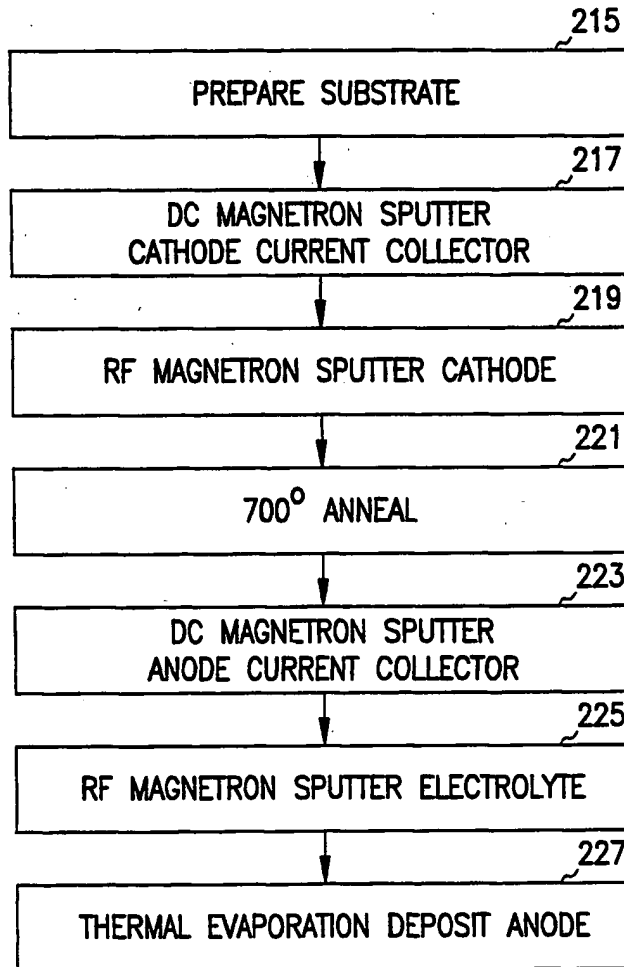 215
PREPARE SUBSTRATE
217
DC MAGNETRON SPUTTER
CATHODE CURRENT COLLECTOR
219
RF MAGNETRON SPUTTER CATHODE
221
700° ANNEAL
223
DC MAGNETRON SPUTTER
ANODE CURRENT COLLECTOR
225
RF MAGNETRON SPUTTER ELECTROLYTE
227
THERMAL EVAPORATION DEPOSIT ANODE